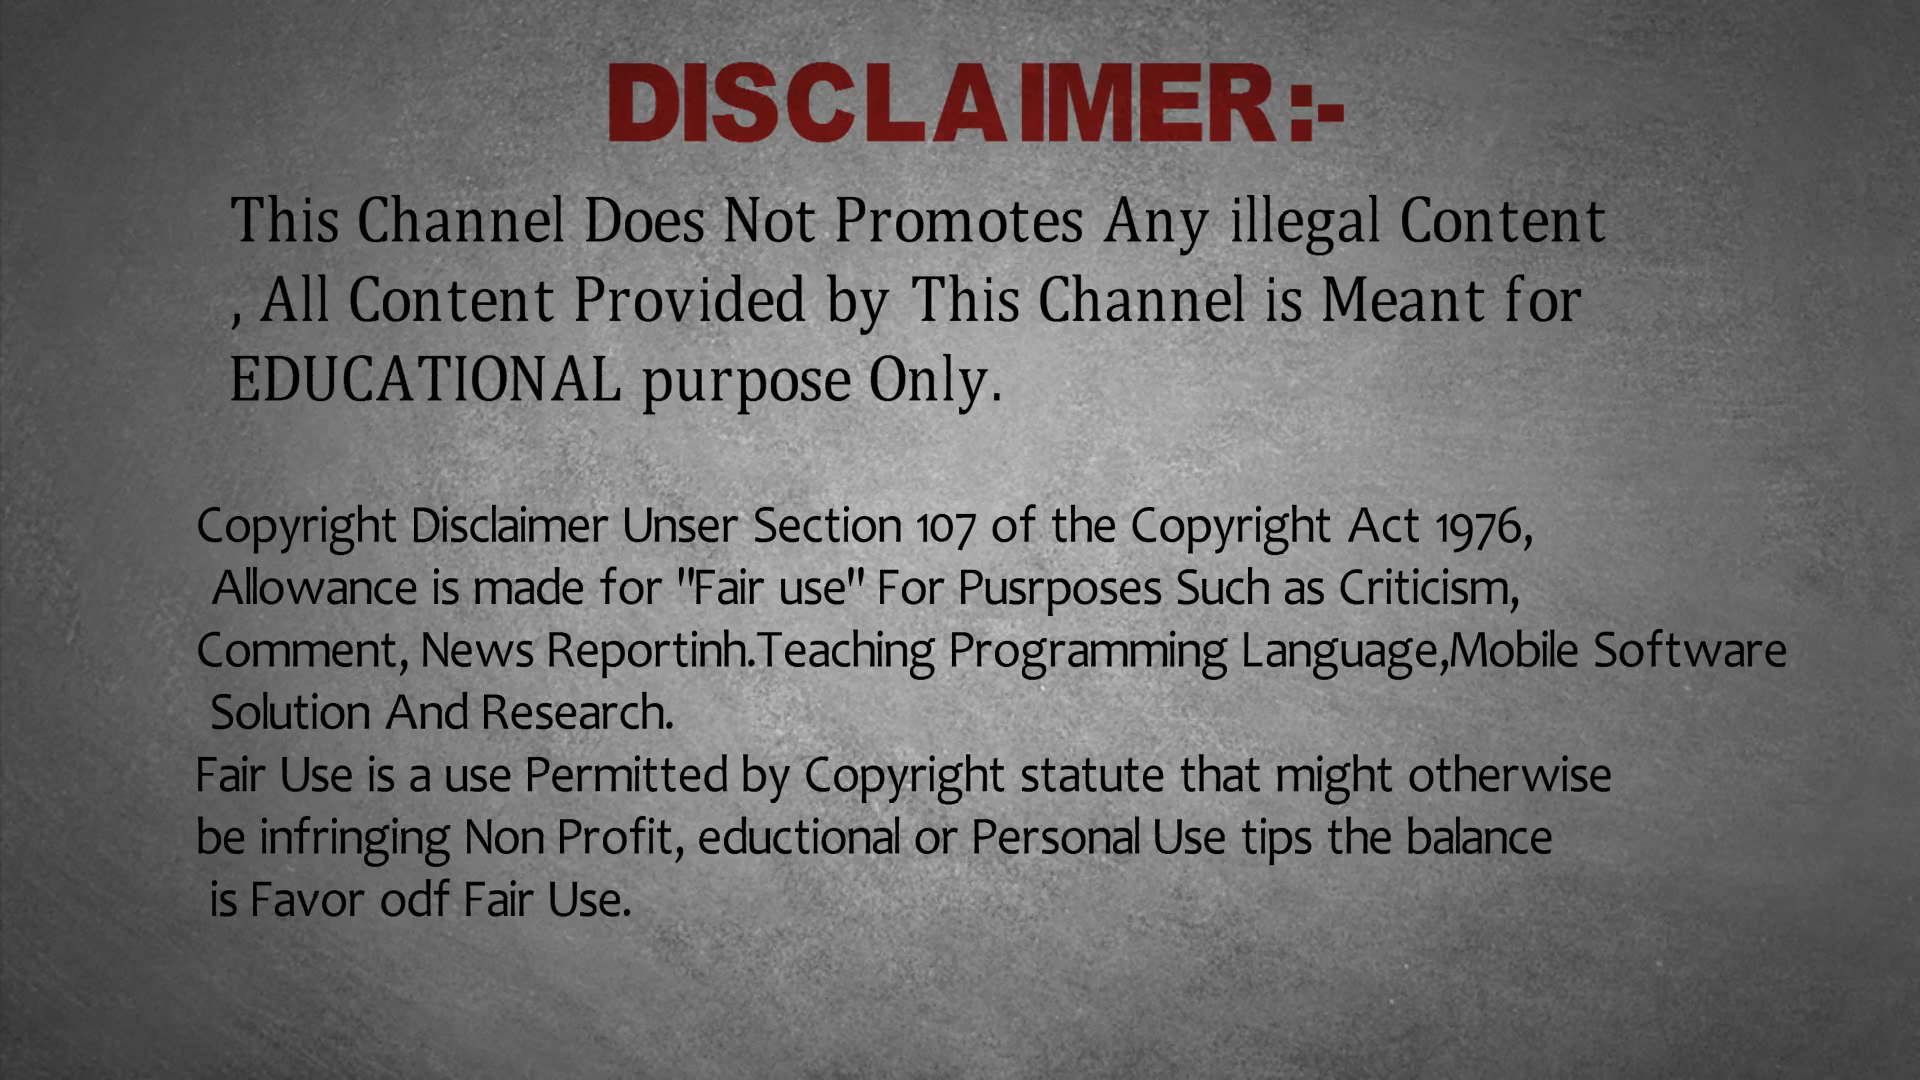 DISCLAIMER:-
This Channel Does Not Promotes Any illegal Content
, All Content Provided by This Channel is Meant for
EDUCATIONAL purpose Only.
Copyright Disclaimer Unser Section 107 of the Copyright Act 1976,
Allowance is made for "Fair use" For Pusrposes Such as Criticism,
Comment, News Reportinh.Teaching Programming Language,Mobile Software
Solution And Research.
Fair Use is a use Permitted by Copyright statute that might otherwise
be infringing Non Profit, eductional or Personal Use tips the balance
is Favor odf Fair Use.